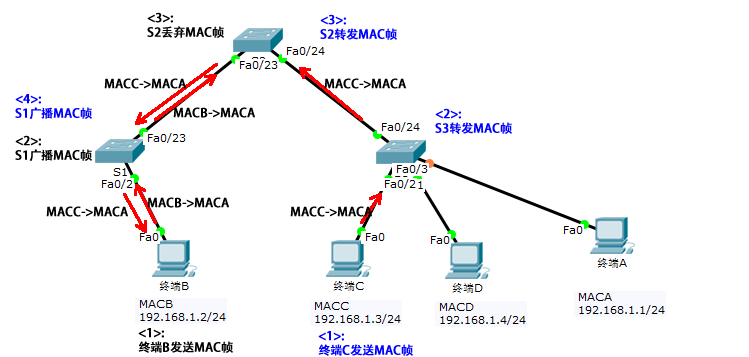 <3>:
S2丢弃MAC帧
<3>:
S2转发MAC帧
Fa0/24
Fa0/23
MACC->MACA
MACC->MACA
<4>:
S1广播MAC帧
MACB->MACA
<2>:
S3转发MAC帧
Fa0/24
Fa0/23
<2>:
S1广播MAC帧
S1
Fa0/3
Fa0/2
Fa0/21
MACC->MACA
MACB->MACA
MACC->MACA
Fa0
Fa0
Fa0
Fa0
终端B
终端C
终端D
终端A
MACB
192.168.1.2/24
MACC
192.168.1.3/24
MACD
192.168.1.4/24
MACA
192.168.1.1/24
<1>:
终端B发送MAC帧
<1>:
终端C发送MAC帧